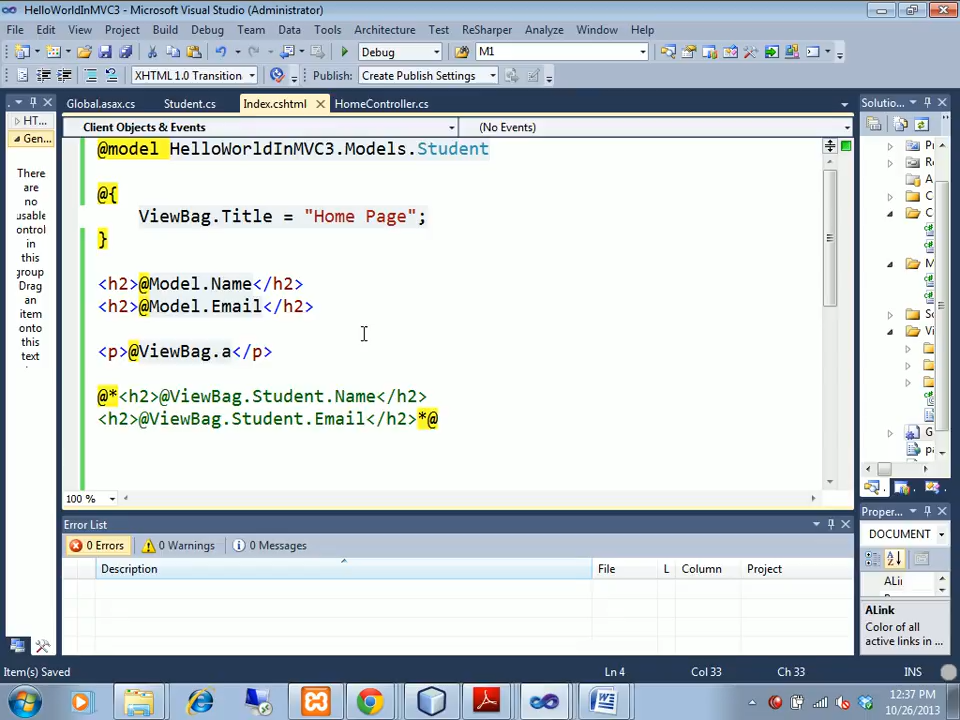 HelloWorldInMVC3 - Microsoft Visual Studio (Administrator)
File Edit View Project Build Debug Team Data Tools Architecture Test ReSharper Analyze Window Help
Debug M1
XHTML 1.0 Transition Publish: Create Publish Settings
Global.asax.cs Student.cs Index.cshtml HomeController.cs Solutio...
HT...
Client Objects & Events (No Events)
Gen...
There are no usable ontrol in this group Drag an item onto this text
@model HelloWorldInMVC3.Models.Student
@{
ViewBag.Title = "Home Page";
}
<h2>@Model.Name</h2>
<h2>@Model.Email</h2>
<p>@ViewBag.a</p>
@*<h2>@ViewBag.Student.Name</h2>
<h2>@ViewBag.Student.Email</h2>*@
100 %
Error List
0 Errors 0 Warnings 0 Messages
Description File L Column Project
Proper...
DOCUMENT
ALink
Color of all
active links in...
Item(s) Saved Ln 4 Col 33 Ch 33 INS
12:37 PM
10/26/2013